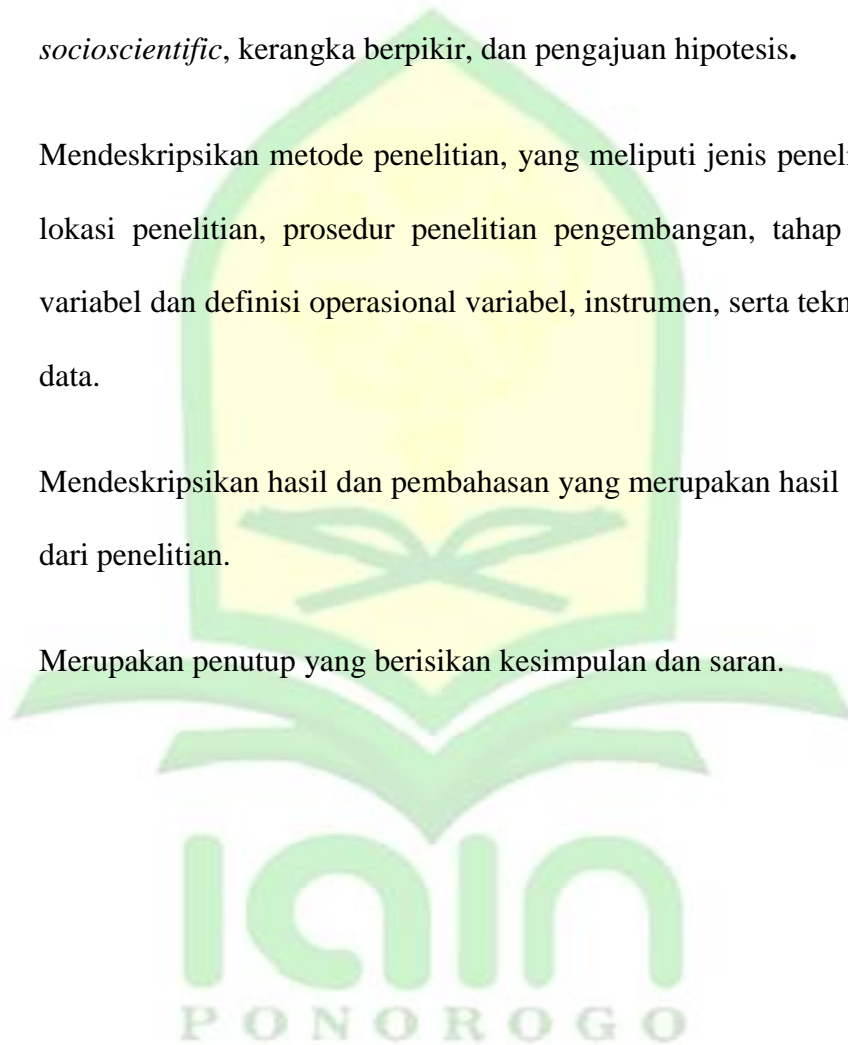 socioscientific, kerangka berpikir, dan pengajuan hipotesis.
Mendeskripsikan metode penelitian, yang meliputi jenis
lokasi penelitian, prosedur penelitian pengembangan, tahap
variabel dan definisi operasional variabel, instrumen, serta
data.
Mendeskripsikan hasil dan pembahasan yang merupakan hasil
dari penelitian.
Merupakan penutup yang berisikan kesimpulan dan saran.
IAIN
PONOROGO